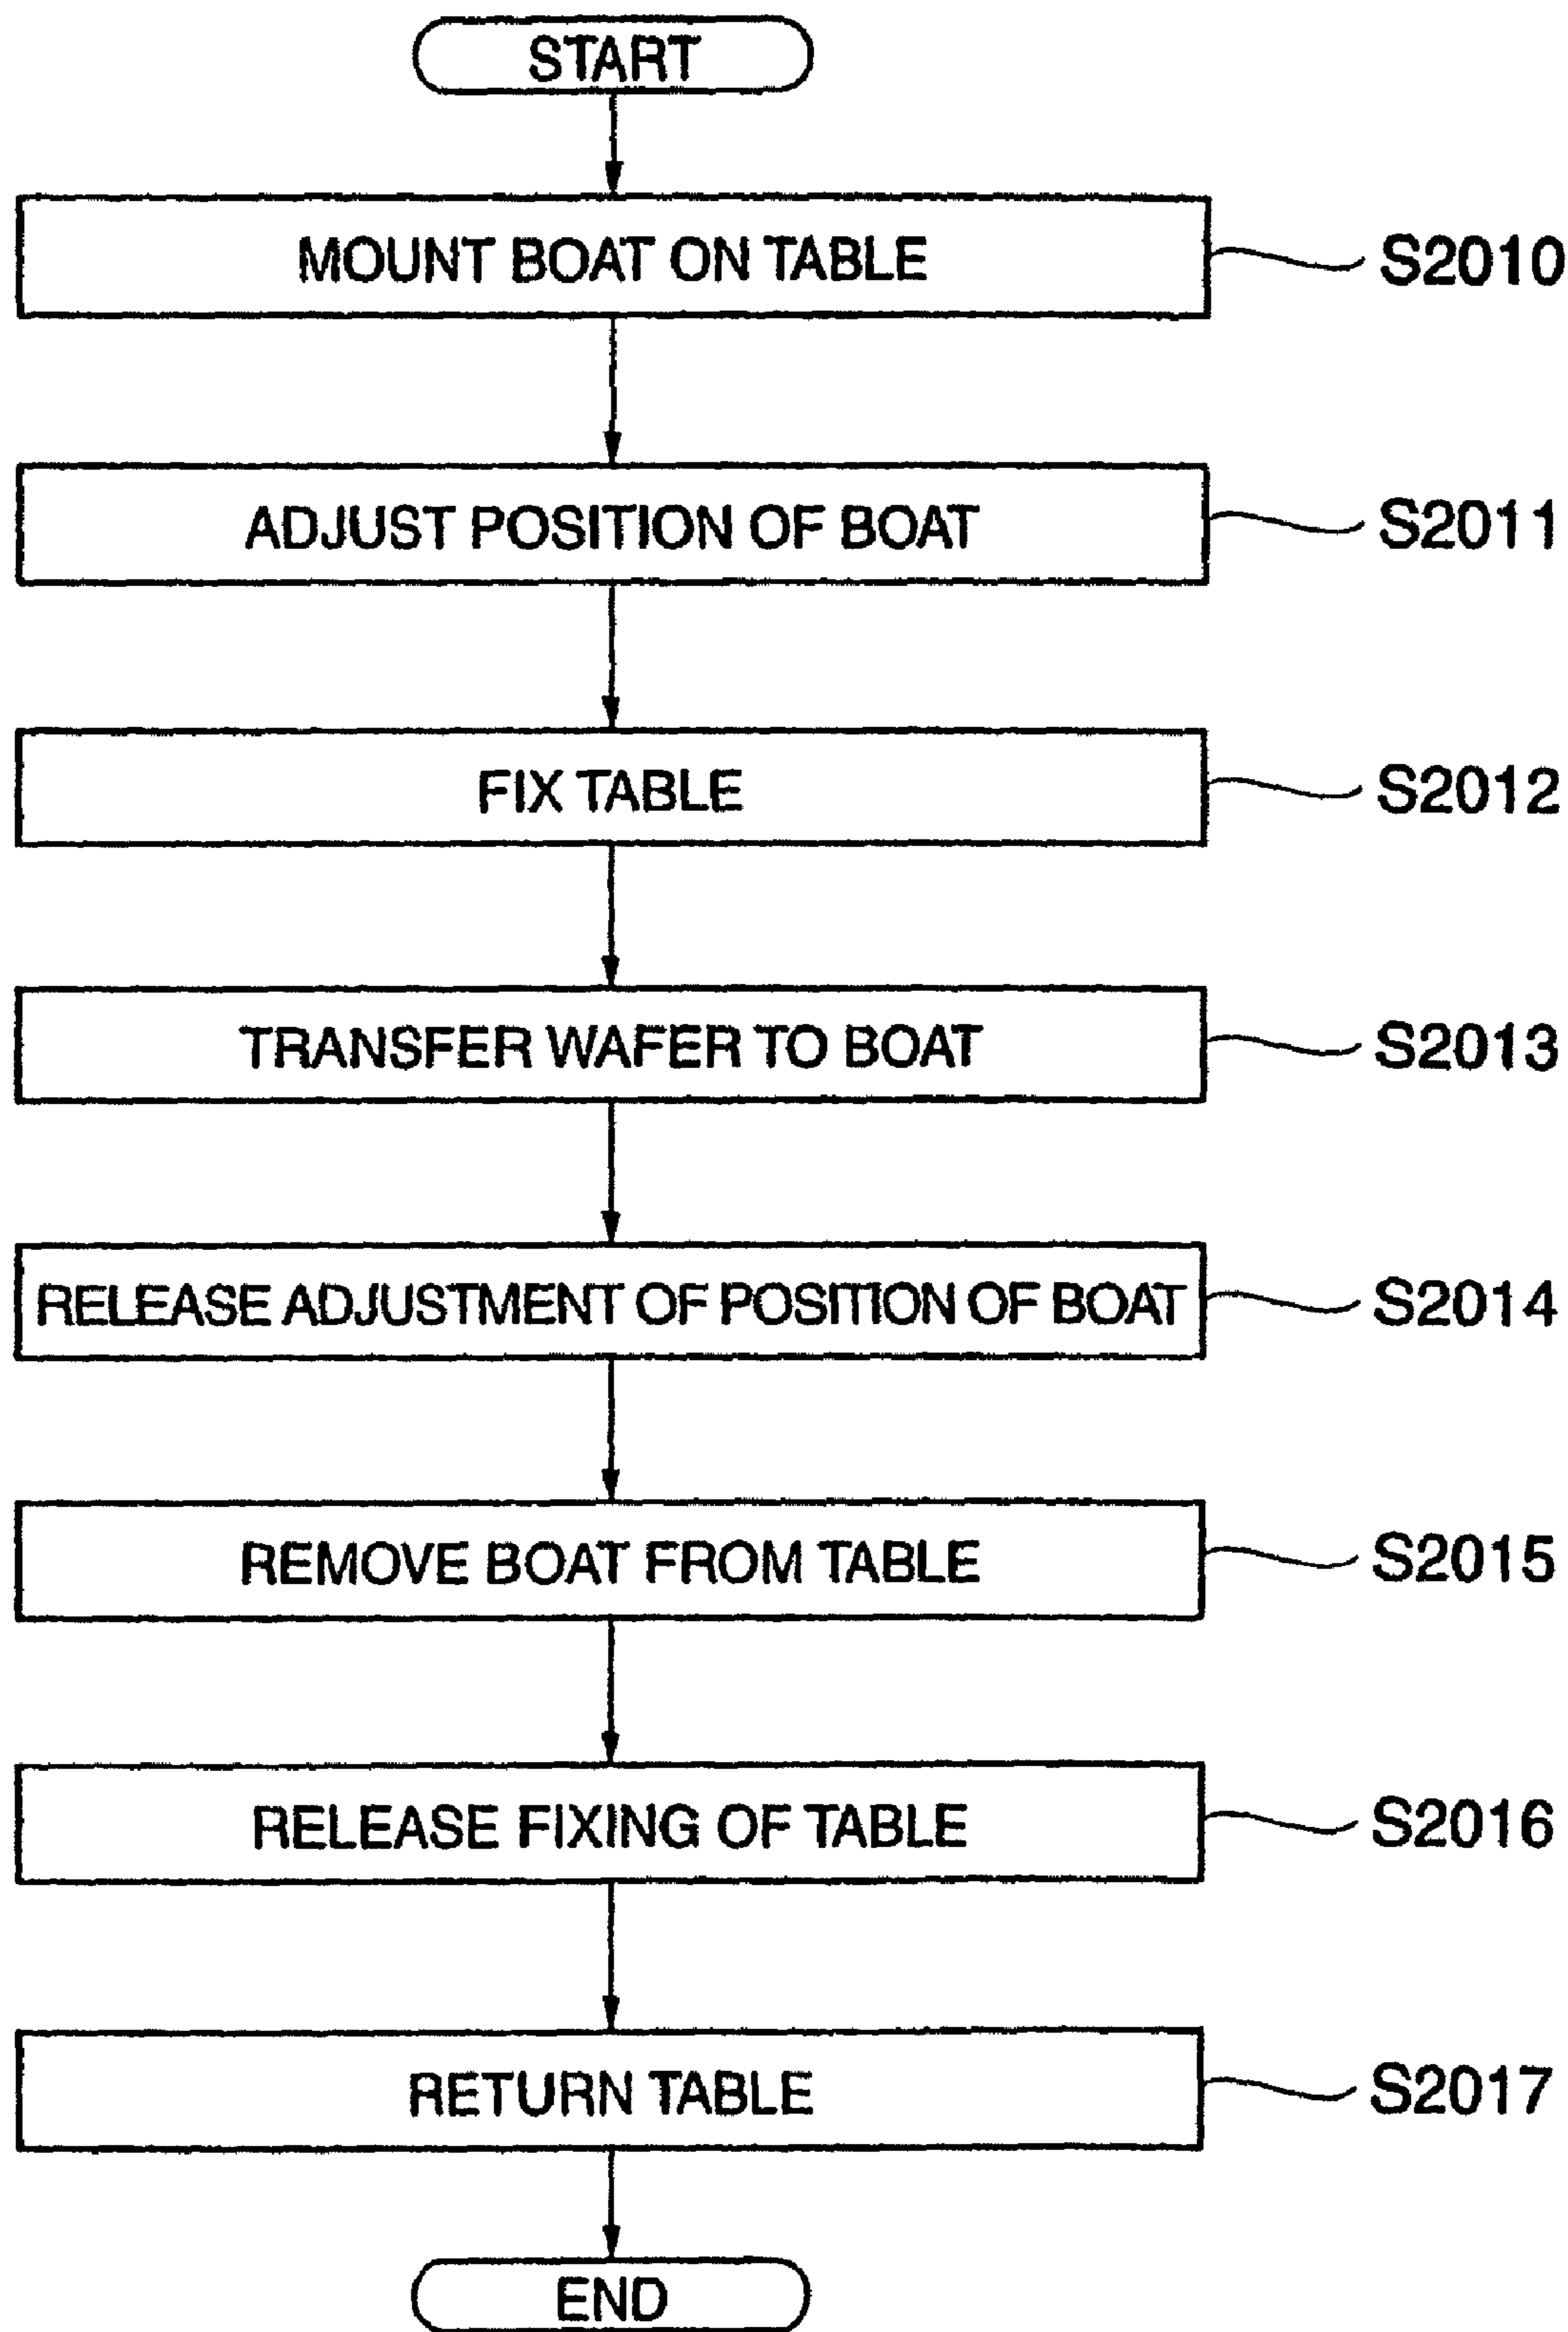 START
MOUNT BOAT ON TABLE S2010
ADJUST POSITION OF BOAT S2011
FIX TABLE S2012
TRANSFER WAFER TO BOAT S2013
RELEASE ADJUSTMENT OF POSITION OF BOAT S2014
REMOVE BOAT FROM TABLE S2015
RELEASE FIXING OF TABLE S2016
RETURN TABLE S2017
END